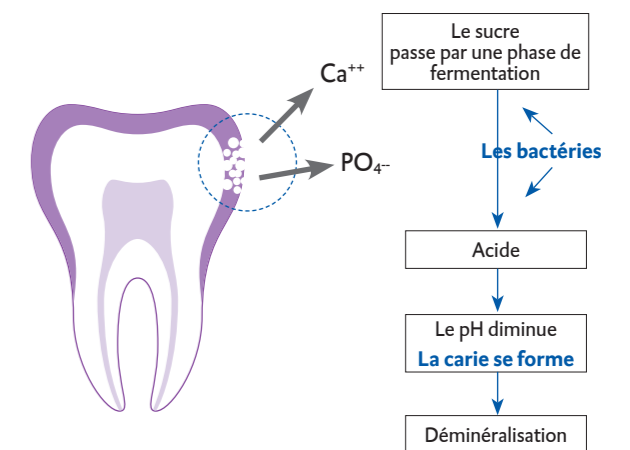 Ca++
PO4--
Le sucre
passe par une phase de
fermentation
Les bactéries
Acide
Le pH diminue
La carie se forme
Déminéralisation